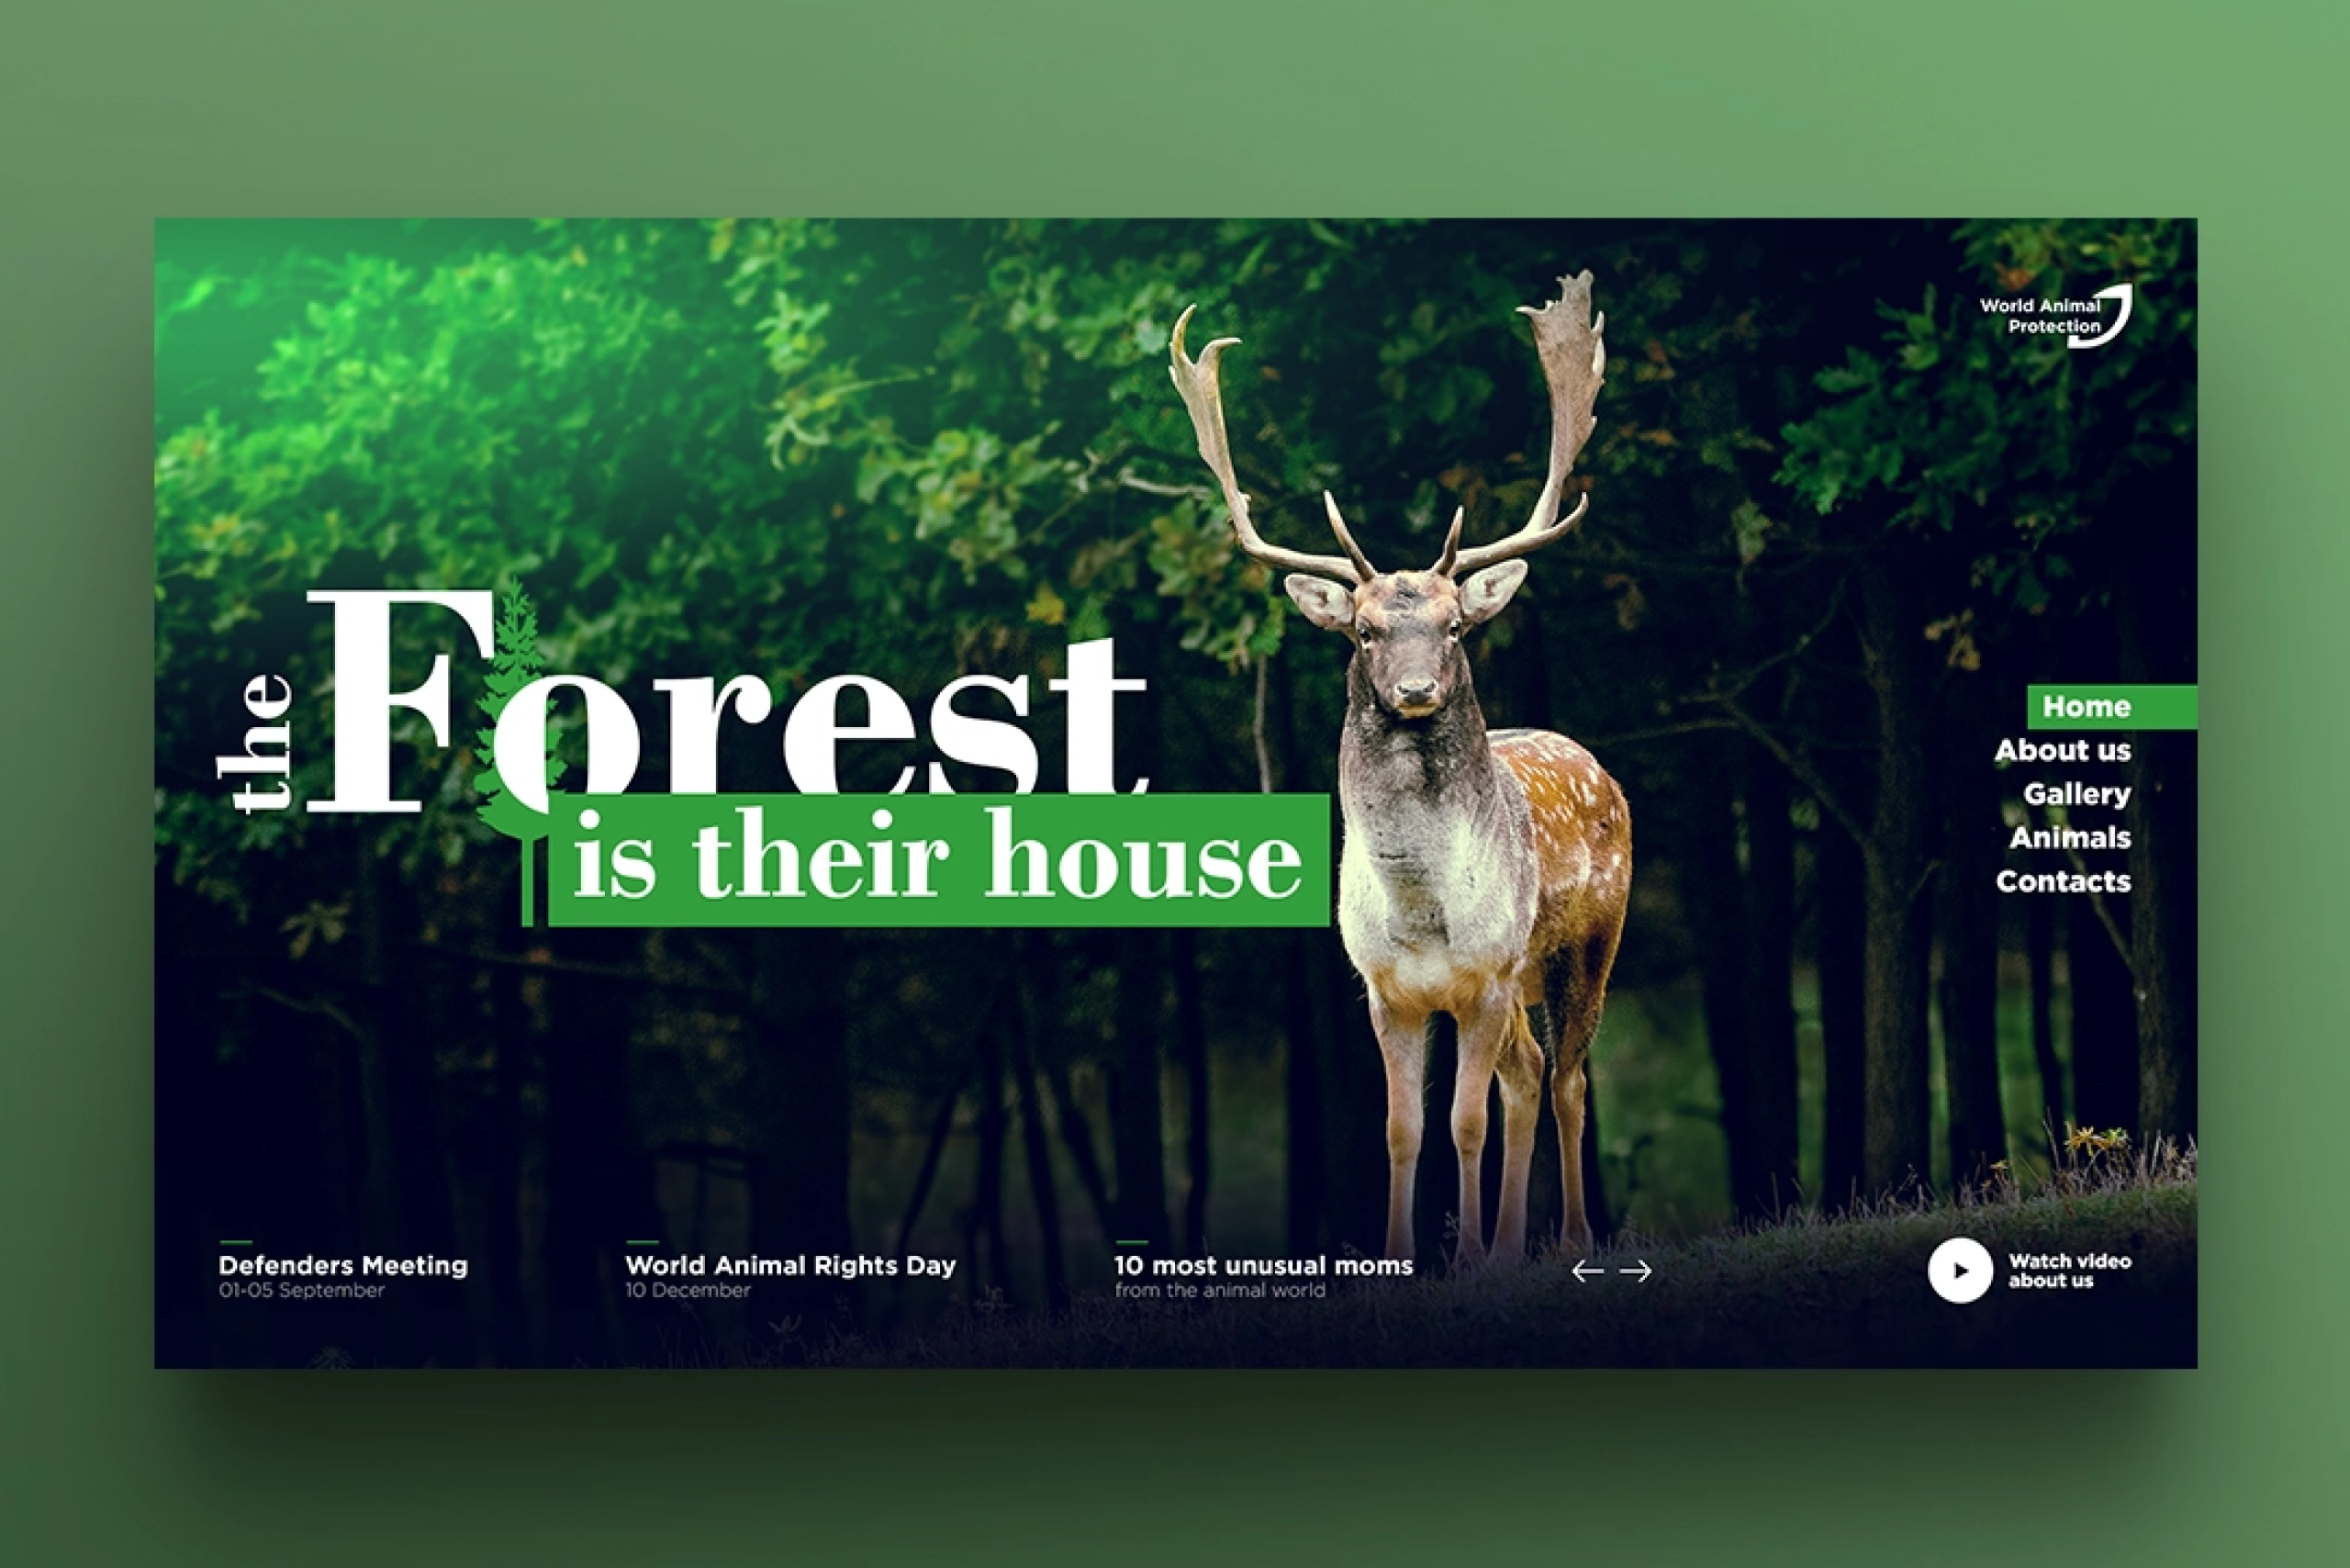 World Animal
Protection
the
Forest
is their house
Home
About us
Gallery
Animals
Contacts
Defenders Meeting
01-05 September
World Animal Rights Day
10 December
10 most unusual moms
from the animal world
Watch video
about us